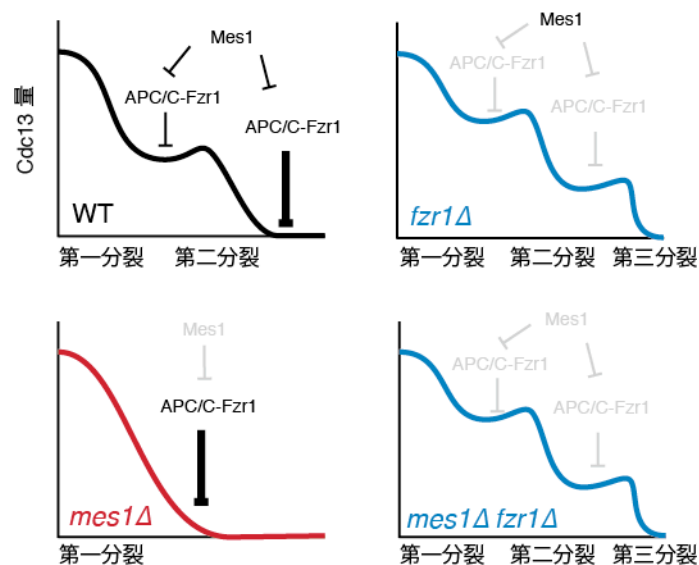 Mes1
APC/C-Fzr1
APC/C-Fzr1
Cdc13 量
WT
第一分裂 第二分裂
Mes1
APC/C-Fzr1
APC/C-Fzr1
fzr1Δ
第一分裂 第二分裂 第三分裂
Mes1
APC/C-Fzr1
mes1Δ
第一分裂
Mes1
APC/C-Fzr1
APC/C-Fzr1
mes1Δ fzr1Δ
第一分裂 第二分裂 第三分裂